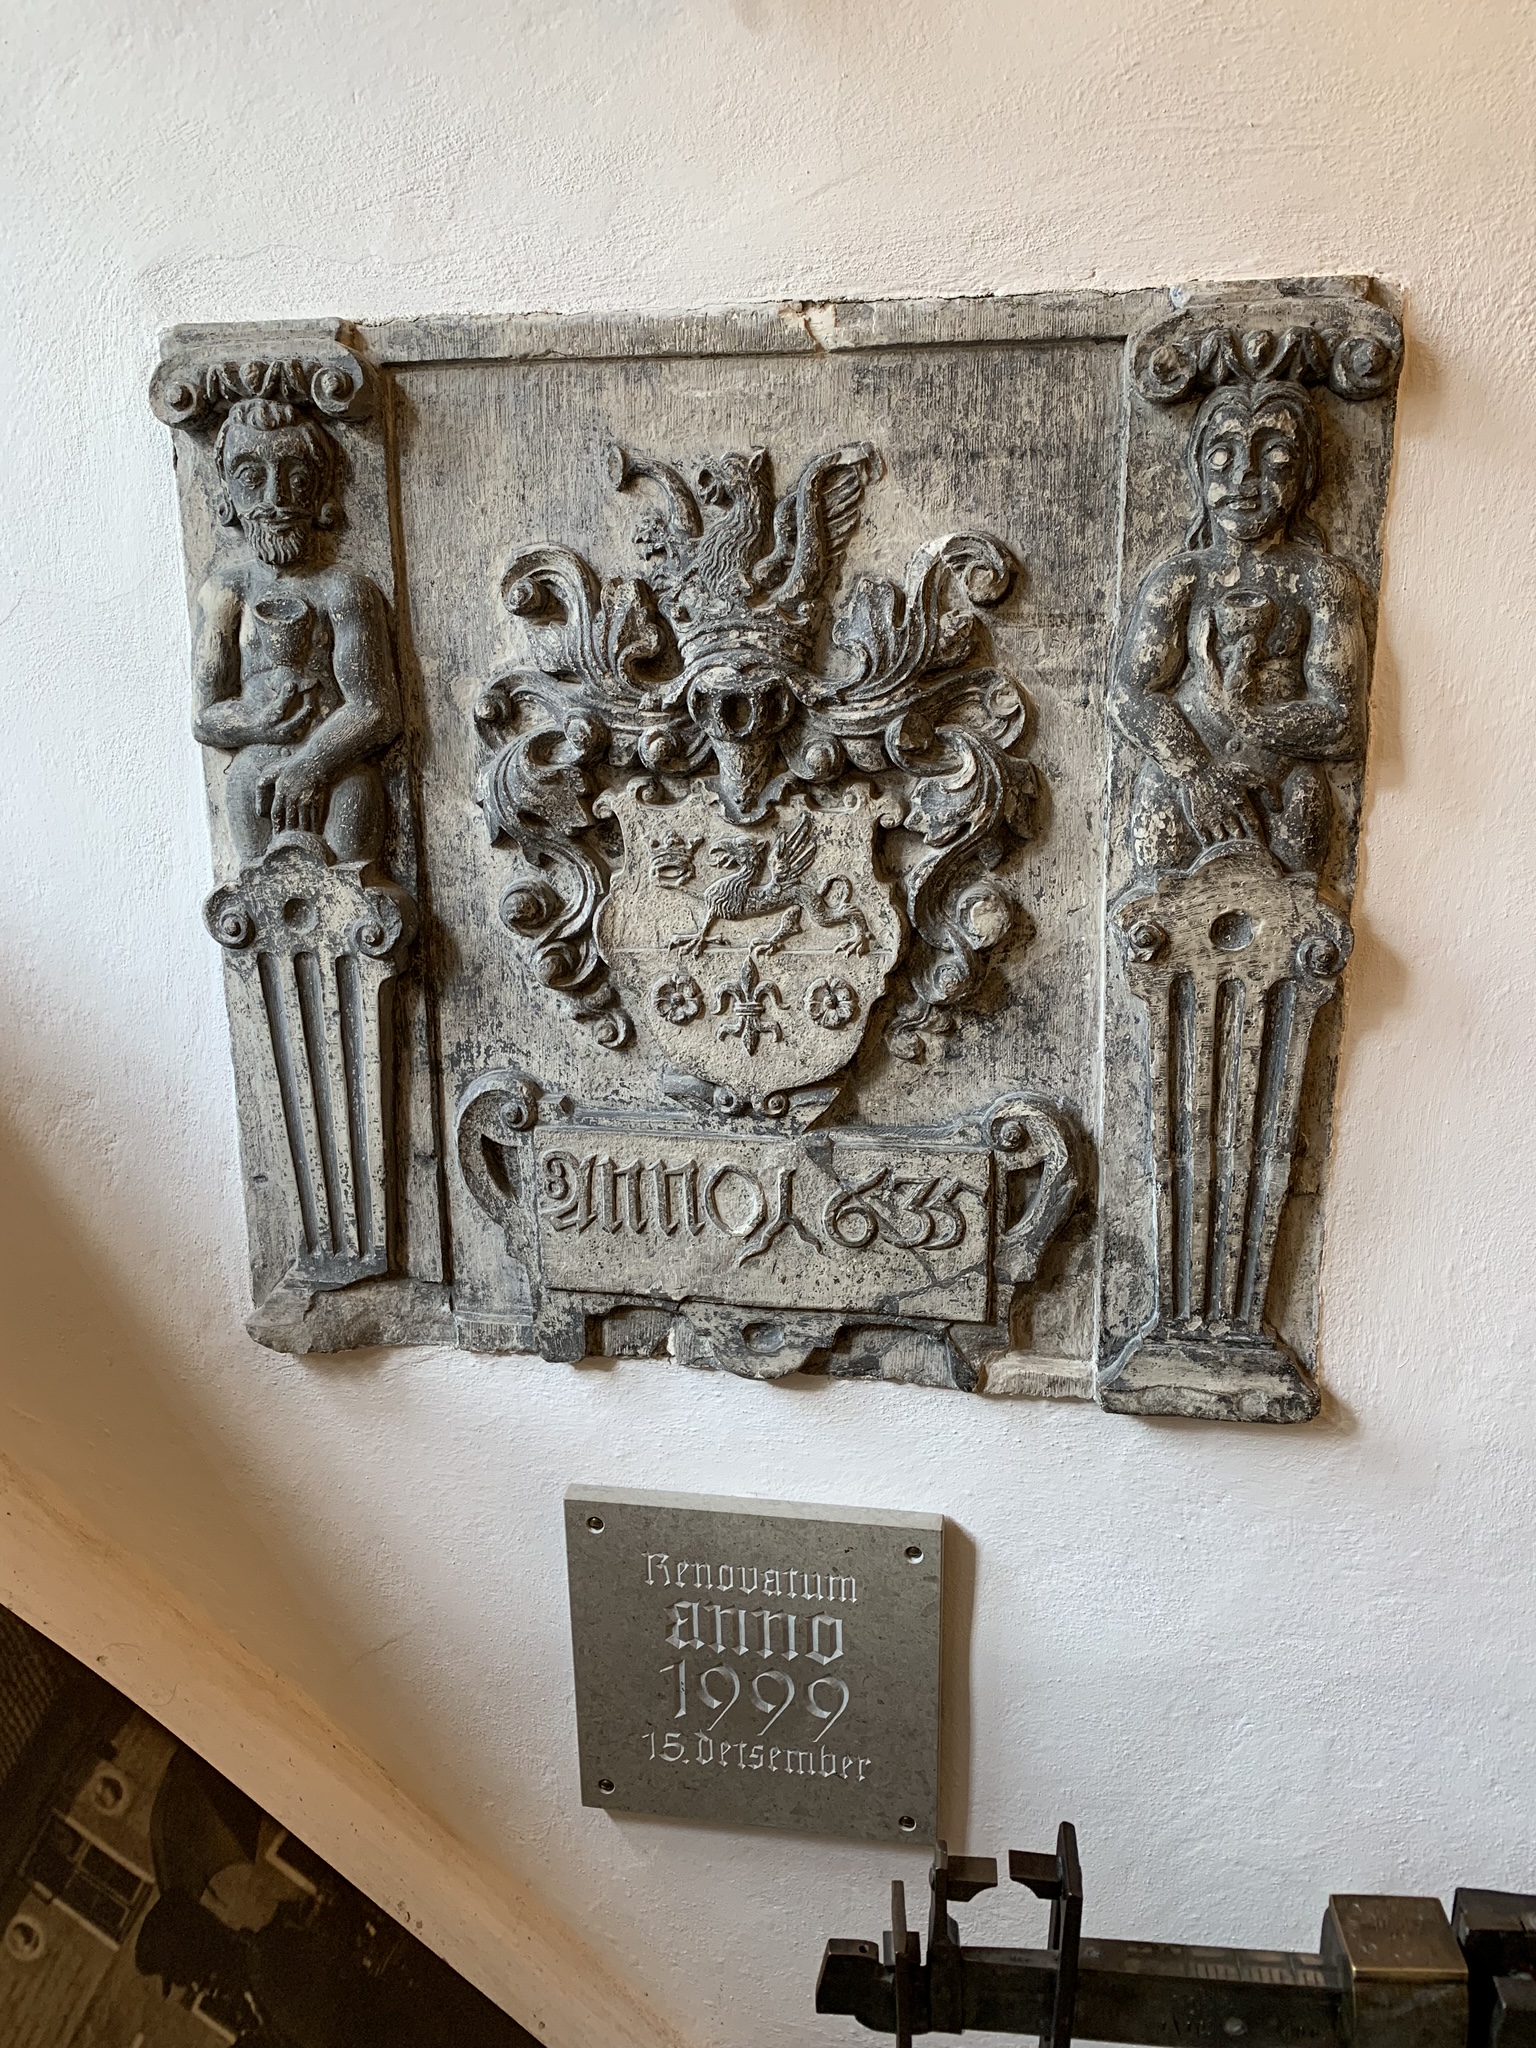 Anno 1635
Renovatum
anno
1999
15. Detsember